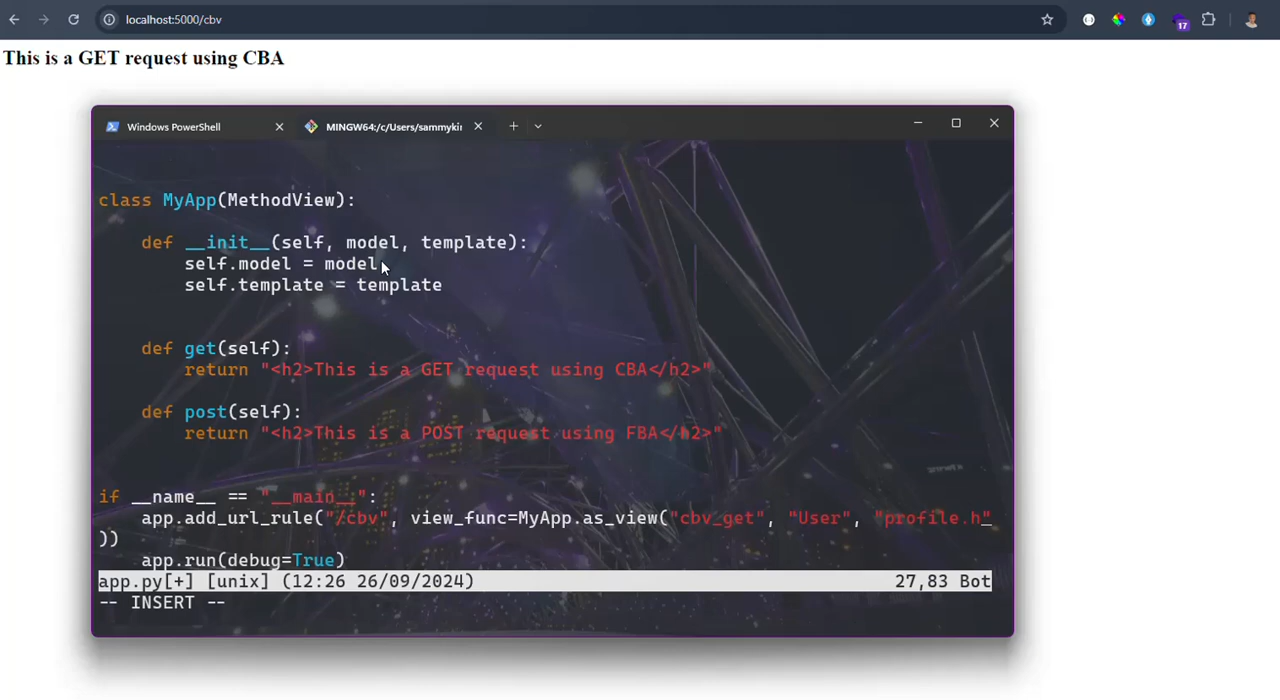 localhost:5000/cbv
17
This is a GET request using CBA
Windows PowerShell
MINGW64:/c/Users/sammykii
class MyApp(MethodView):
def __init__(self, model, template):
self.model = model
self.template = template
def get(self):
return "<h2>This is a GET request using CBA</h2>"
def post(self):
return "<h2>This is a POST request using FBA</h2>"
if __name__ == "__main__":
app.add_url_rule("/cbv", view_func=MyApp.as_view("cbv_get", "User", "profile.h"_
))
app.run(debug=True)
app.py[+] [unix] (12:26 26/09/2024) 27,83 Bot
-- INSERT --